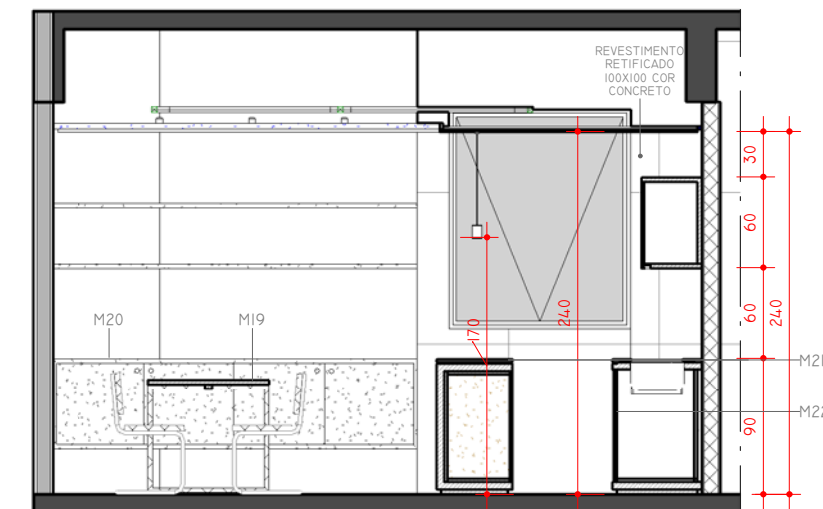 REVESTIMENTO
RETIFICADO
100X100 COR
CONCRETO
30
60
M20
M19
170
240
60
240
M21
M22
90